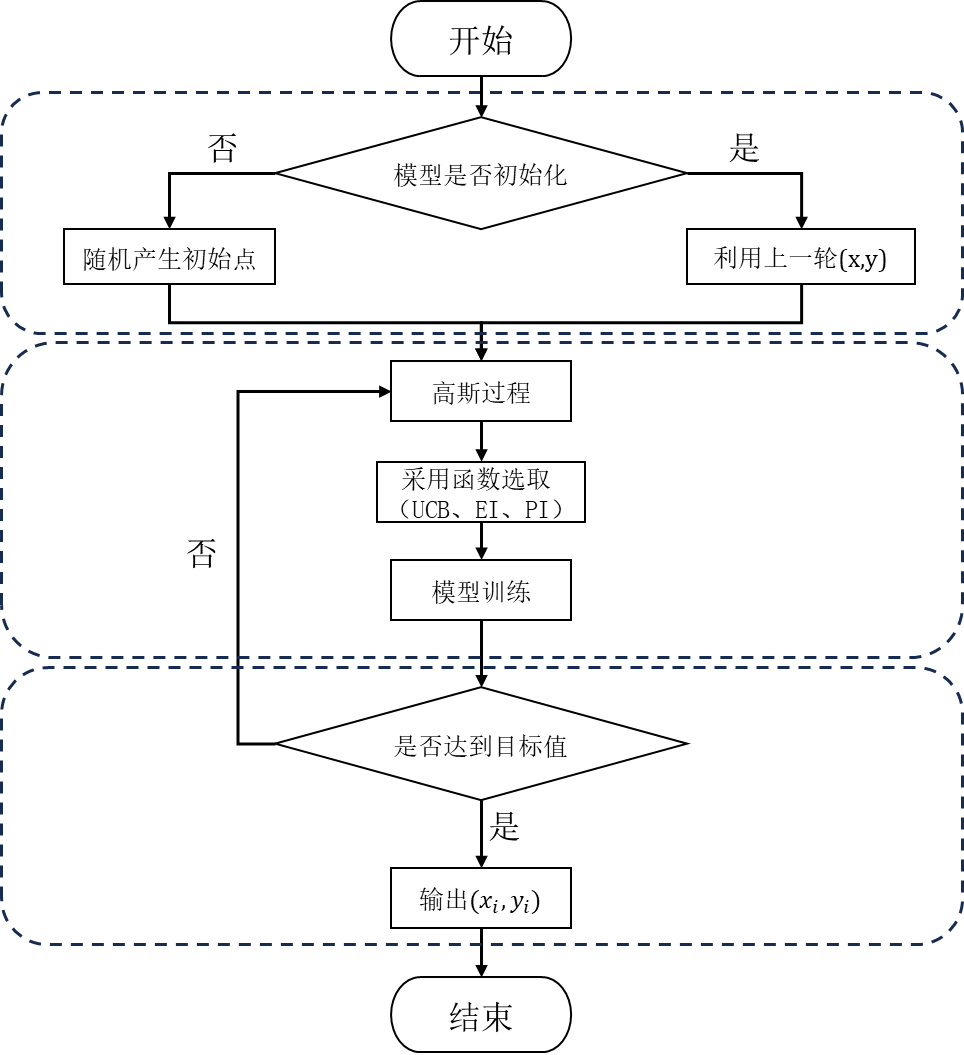 开始
否
是
模型是否初始化
随机产生初始点
利用上一轮(x,y)
高斯过程
采用函数选取
（UCB、EI、PI）
否
模型训练
是否达到目标值
是
输出(𝑥ᵢ, 𝑦ᵢ)
结束